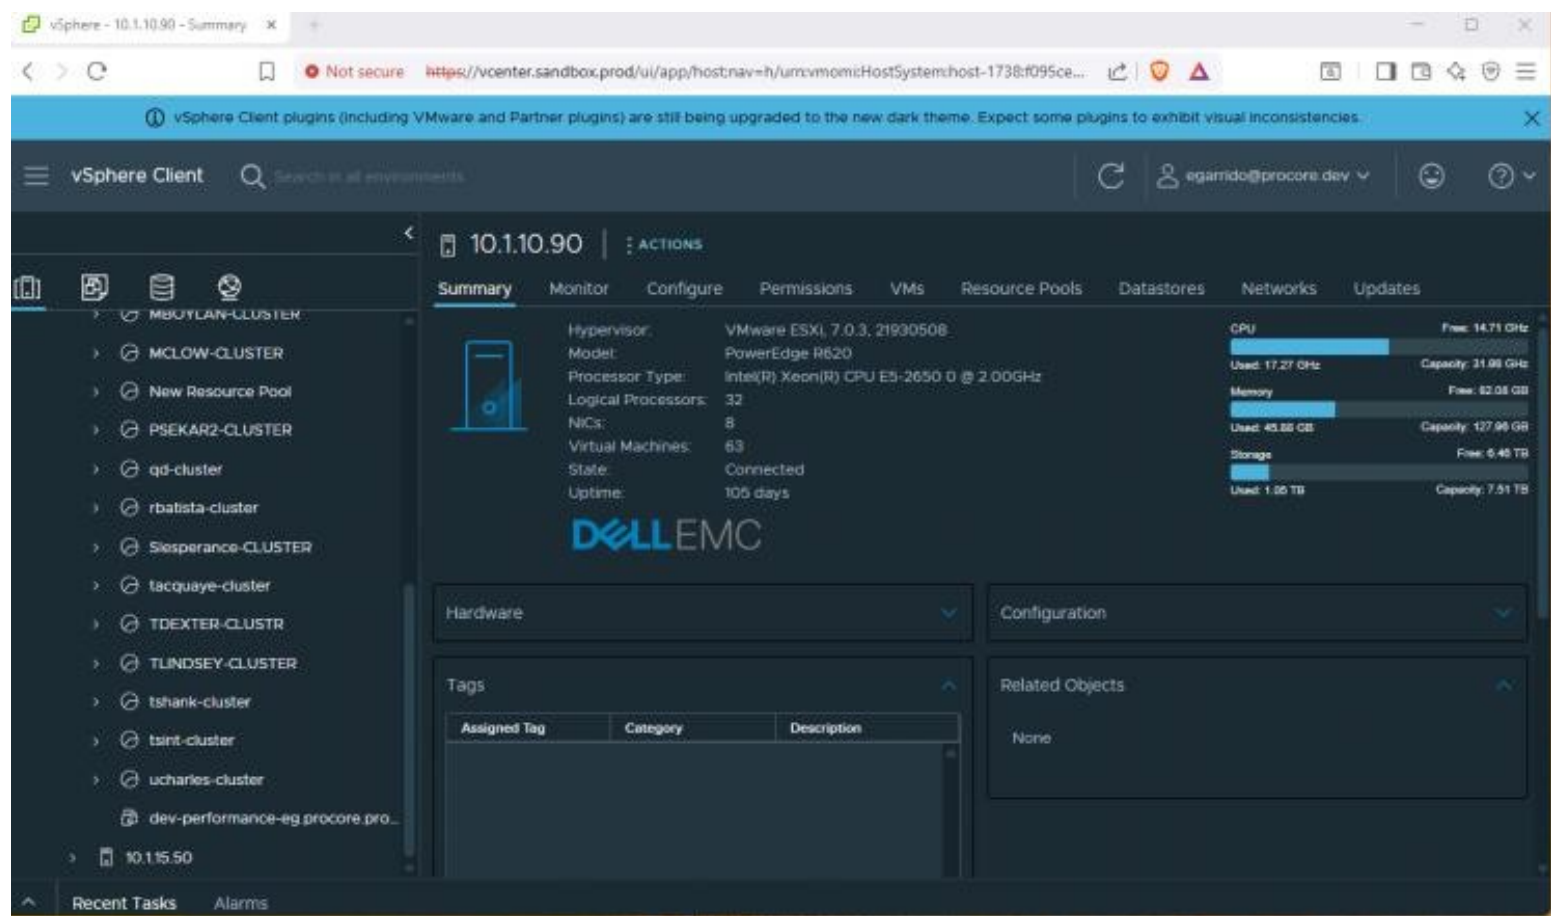 vSphere - 10.1.10.90 - Summary
Not secure https://vcenter.sandbox.prod/ui/app/host;nav=h/urn:vmomi:HostSystem:host-1738:f095ce...
vSphere Client plugins (including VMware and Partner plugins) are still being upgraded to the new dark theme. Expect some plugins to exhibit visual inconsistencies.
vSphere Client Search in all environments egarrido@procore.dev
10.1.10.90 ACTIONS
Summary Monitor Configure Permissions VMs Resource Pools Datastores Networks Updates
MBOYLAN-CLUSTER
MCLOW-CLUSTER
New Resource Pool
PSEKAR2-CLUSTER
qd-cluster
rbatista-cluster
Slesperance-CLUSTER
tacquaye-cluster
TDEXTER-CLUSTR
TLINDSEY-CLUSTER
tshank-cluster
tsint-cluster
ucharles-cluster
dev-performance-eg.procore.pro...
10.1.15.50
Hypervisor: VMware ESXi, 7.0.3, 21930508
Model: PowerEdge R620
Processor Type: Intel(R) Xeon(R) CPU E5-2650 0 @ 2.00GHz
Logical Processors: 32
NICs: 8
Virtual Machines: 63
State: Connected
Uptime: 105 days
DELLEMC
CPU Free: 14.71 GHz
Used: 17.27 GHz Capacity: 31.98 GHz
Memory Free: 82.08 GB
Used: 45.88 GB Capacity: 127.96 GB
Storage Free: 6.46 TB
Used: 1.05 TB Capacity: 7.51 TB
Hardware
Configuration
Tags
Assigned Tag Category Description
Related Objects
None
Recent Tasks Alarms